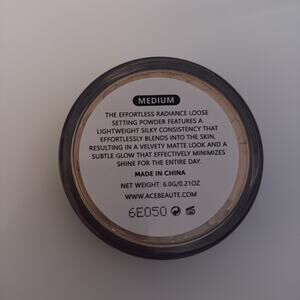 MEDIUM
THE EFFORTLESS RADIANCE LOOSE
SETTING POWDER FEATURES A
LIGHTWEIGHT SILKY CONSISTENCY THAT
EFFORTLESSLY BLENDS INTO THE SKIN,
RESULTING IN A VELVETY MATTE LOOK AND A
SUBTLE GLOW THAT EFFECTIVELY MINIMIZES
SHINE FOR THE ENTIRE DAY.
MADE IN CHINA
NET WEIGHT: 6.0G/0.21OZ
WWW.ACEBEAUTE.COM
6E050